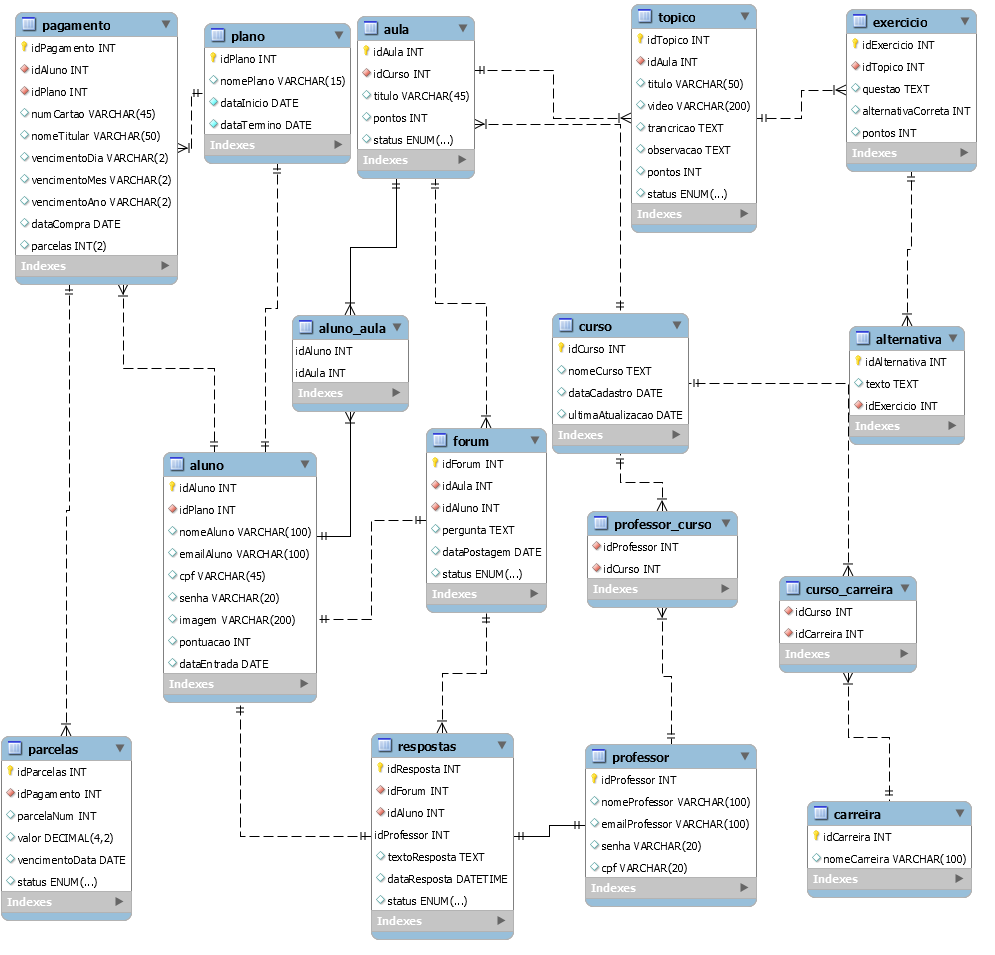 pagamento
idPagamento INT
idAluno INT
idPlano INT
numCartao VARCHAR(45)
nomeTitular VARCHAR(50)
vencimentoDia VARCHAR(2)
vencimentoMes VARCHAR(2)
vencimentoAno VARCHAR(2)
dataCompra DATE
parcelas INT(2)
Indexes
plano
idPlano INT
nomePlano VARCHAR(15)
dataInicio DATE
dataTermino DATE
Indexes
aula
idAula INT
idCurso INT
titulo VARCHAR(45)
pontos INT
status ENUM(...)
Indexes
topico
idTopico INT
idAula INT
titulo VARCHAR(50)
video VARCHAR(200)
trancricao TEXT
observacao TEXT
pontos INT
status ENUM(...)
Indexes
exercicio
idExercicio INT
idTopico INT
questao TEXT
alternativaCorreta INT
pontos INT
Indexes
aluno_aula
idAluno INT
idAula INT
Indexes
curso
idCurso INT
nomeCurso TEXT
dataCadastro DATE
ultimaAtualizacao DATE
Indexes
alternativa
idAlternativa INT
texto TEXT
idExercicio INT
Indexes
aluno
idAluno INT
idPlano INT
nomeAluno VARCHAR(100)
emailAluno VARCHAR(100)
cpf VARCHAR(45)
senha VARCHAR(20)
imagem VARCHAR(200)
pontuacao INT
dataEntrada DATE
Indexes
forum
idForum INT
idAula INT
idAluno INT
pergunta TEXT
dataPostagem DATE
status ENUM(...)
Indexes
professor_curso
idProfessor INT
idCurso INT
Indexes
curso_carreira
idCurso INT
idCarreira INT
Indexes
parcelas
idParcelas INT
idPagamento INT
parcelaNum INT
valor DECIMAL(4,2)
vencimentoData DATE
status ENUM(...)
Indexes
respostas
idResposta INT
idForum INT
idAluno INT
idProfessor INT
textoResposta TEXT
dataResposta DATETIME
status ENUM(...)
Indexes
professor
idProfessor INT
nomeProfessor VARCHAR(100)
emailProfessor VARCHAR(100)
senha VARCHAR(20)
cpf VARCHAR(20)
Indexes
carreira
idCarreira INT
nomeCarreira VARCHAR(100)
Indexes